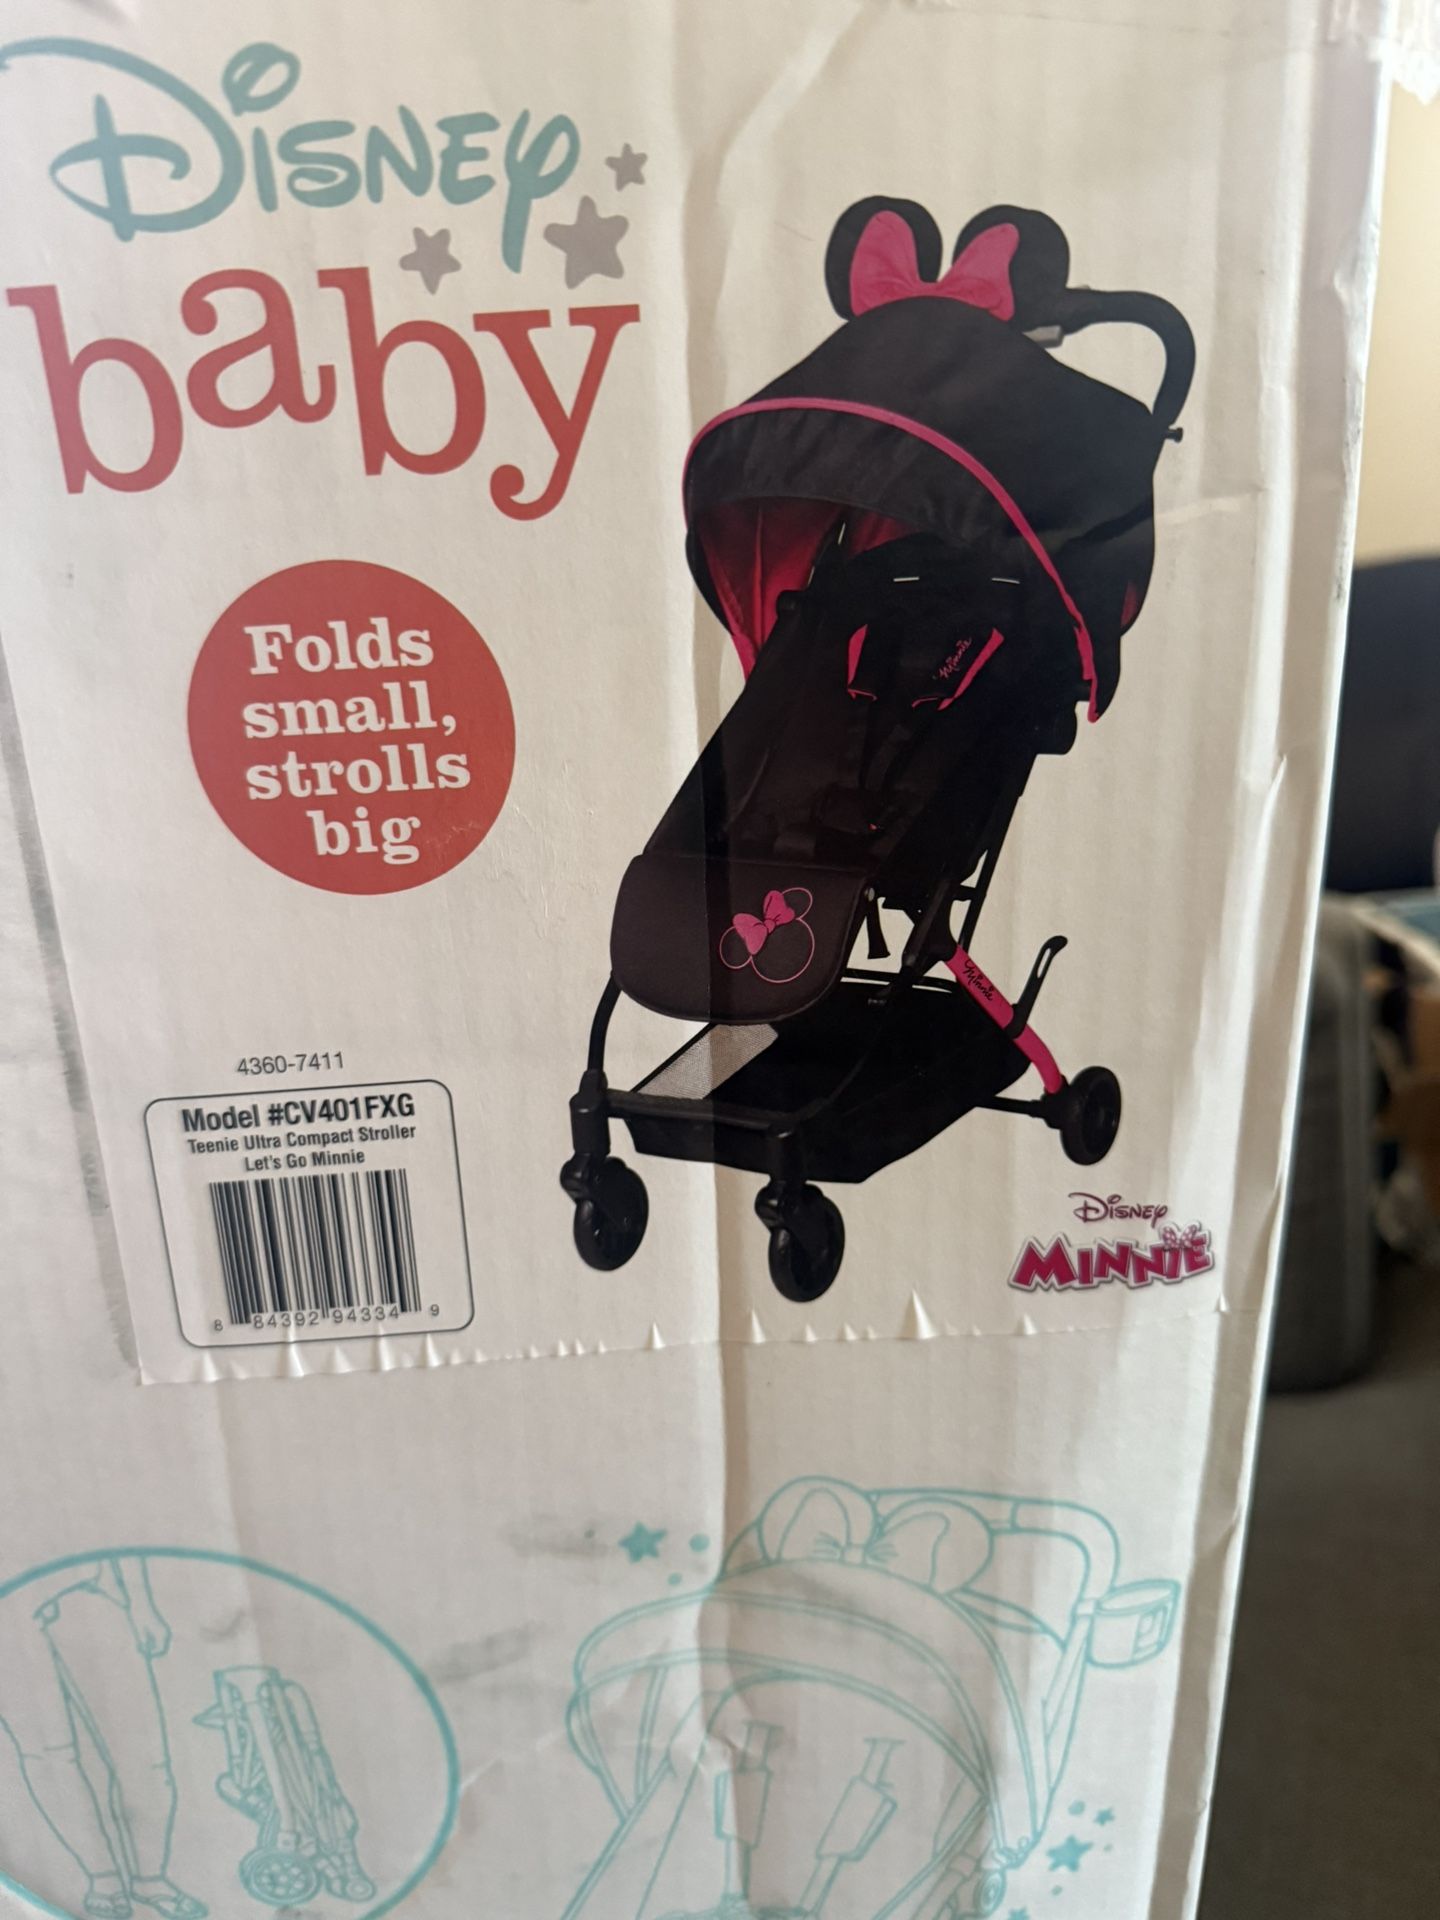 Disney
baby
Folds
small,
strolls
big
Minnie
Minnie
4360-7411
Model #CV401FXG
Teenie Ultra Compact Stroller
Let's Go Minnie
8 84392 94334 9
Disney
MINNIE